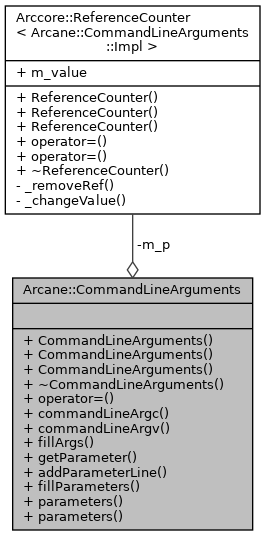 Arccore::ReferenceCounter
< Arcane::CommandLineArguments
::Impl >
+ m_value
+ ReferenceCounter()
+ ReferenceCounter()
+ ReferenceCounter()
+ operator=()
+ operator=()
+ ~ReferenceCounter()
- _removeRef()
- _changeValue()
-m_p
Arcane::CommandLineArguments
+ CommandLineArguments()
+ CommandLineArguments()
+ CommandLineArguments()
+ ~CommandLineArguments()
+ operator=()
+ commandLineArgc()
+ commandLineArgv()
+ fillArgs()
+ getParameter()
+ addParameterLine()
+ fillParameters()
+ parameters()
+ parameters()